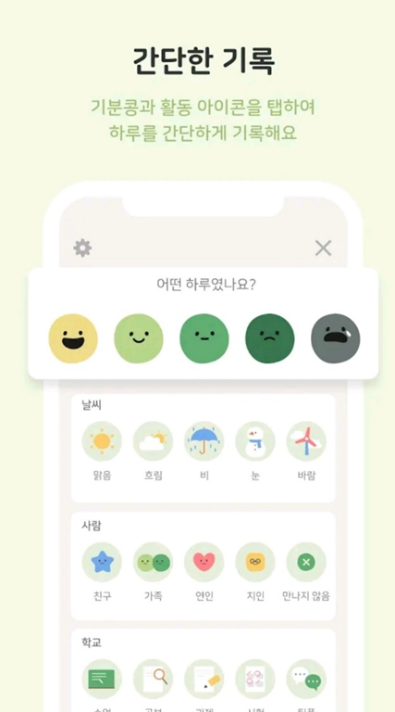 간단한 기록
기분콩과 활동 아이콘을 탭하여
하루를 간단하게 기록해요
어떤 하루였나요?
날씨
맑음 흐림 비 눈 바람
사람
친구 가족 연인 지인 만나지 않음
학교